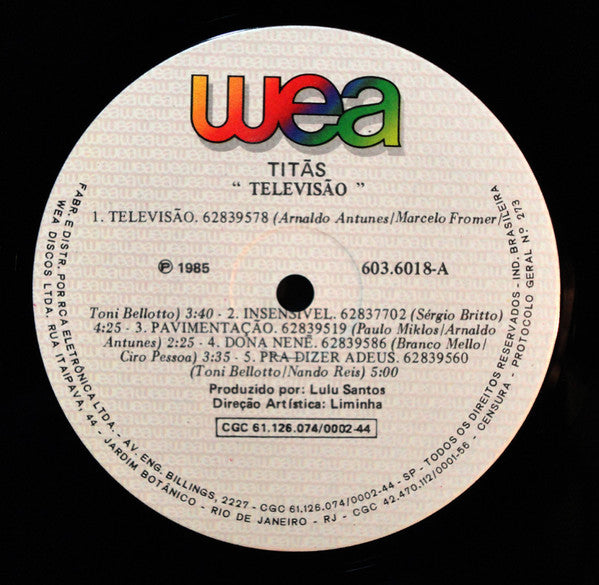 wea
TITÃS
“ TELEVISÃO ”
1. TELEVISÃO. 62839578 (Arnaldo Antunes/Marcelo Fromer/
℗ 1985
603.6018-A
Toni Bellotto) 3:40 - 2. INSENSÍVEL. 62837702 (Sérgio Britto)
4:25 - 3. PAVIMENTAÇÃO. 62839519 (Paulo Miklos/Arnaldo
Antunes) 2:25 - 4. DONA NENÊ. 62839586 (Branco Mello/
Ciro Pessoa) 3:35 - 5. PRA DIZER ADEUS. 62839560
(Toni Bellotto/Nando Reis) 5:00
Produzido por: Lulu Santos
Direção Artística: Liminha
CGC 61.126.074/0002-44
FABR. E DISTR. POR RCA ELETRÔNICA LTDA. - AV. ENG. BILLINGS, 2227 - CGC 61.126.074/0002-44 - SP - TODOS OS DIREITOS RESERVADOS - IND. BRASILEIRA
WEA DISCOS LTDA. RUA ITAIPAVA, 44 - JARDIM BOTÂNICO - RIO DE JANEIRO - RJ - CGC 42.470.112/0001-56 - CENSURA - PROTOCOLO GERAL Nº 273